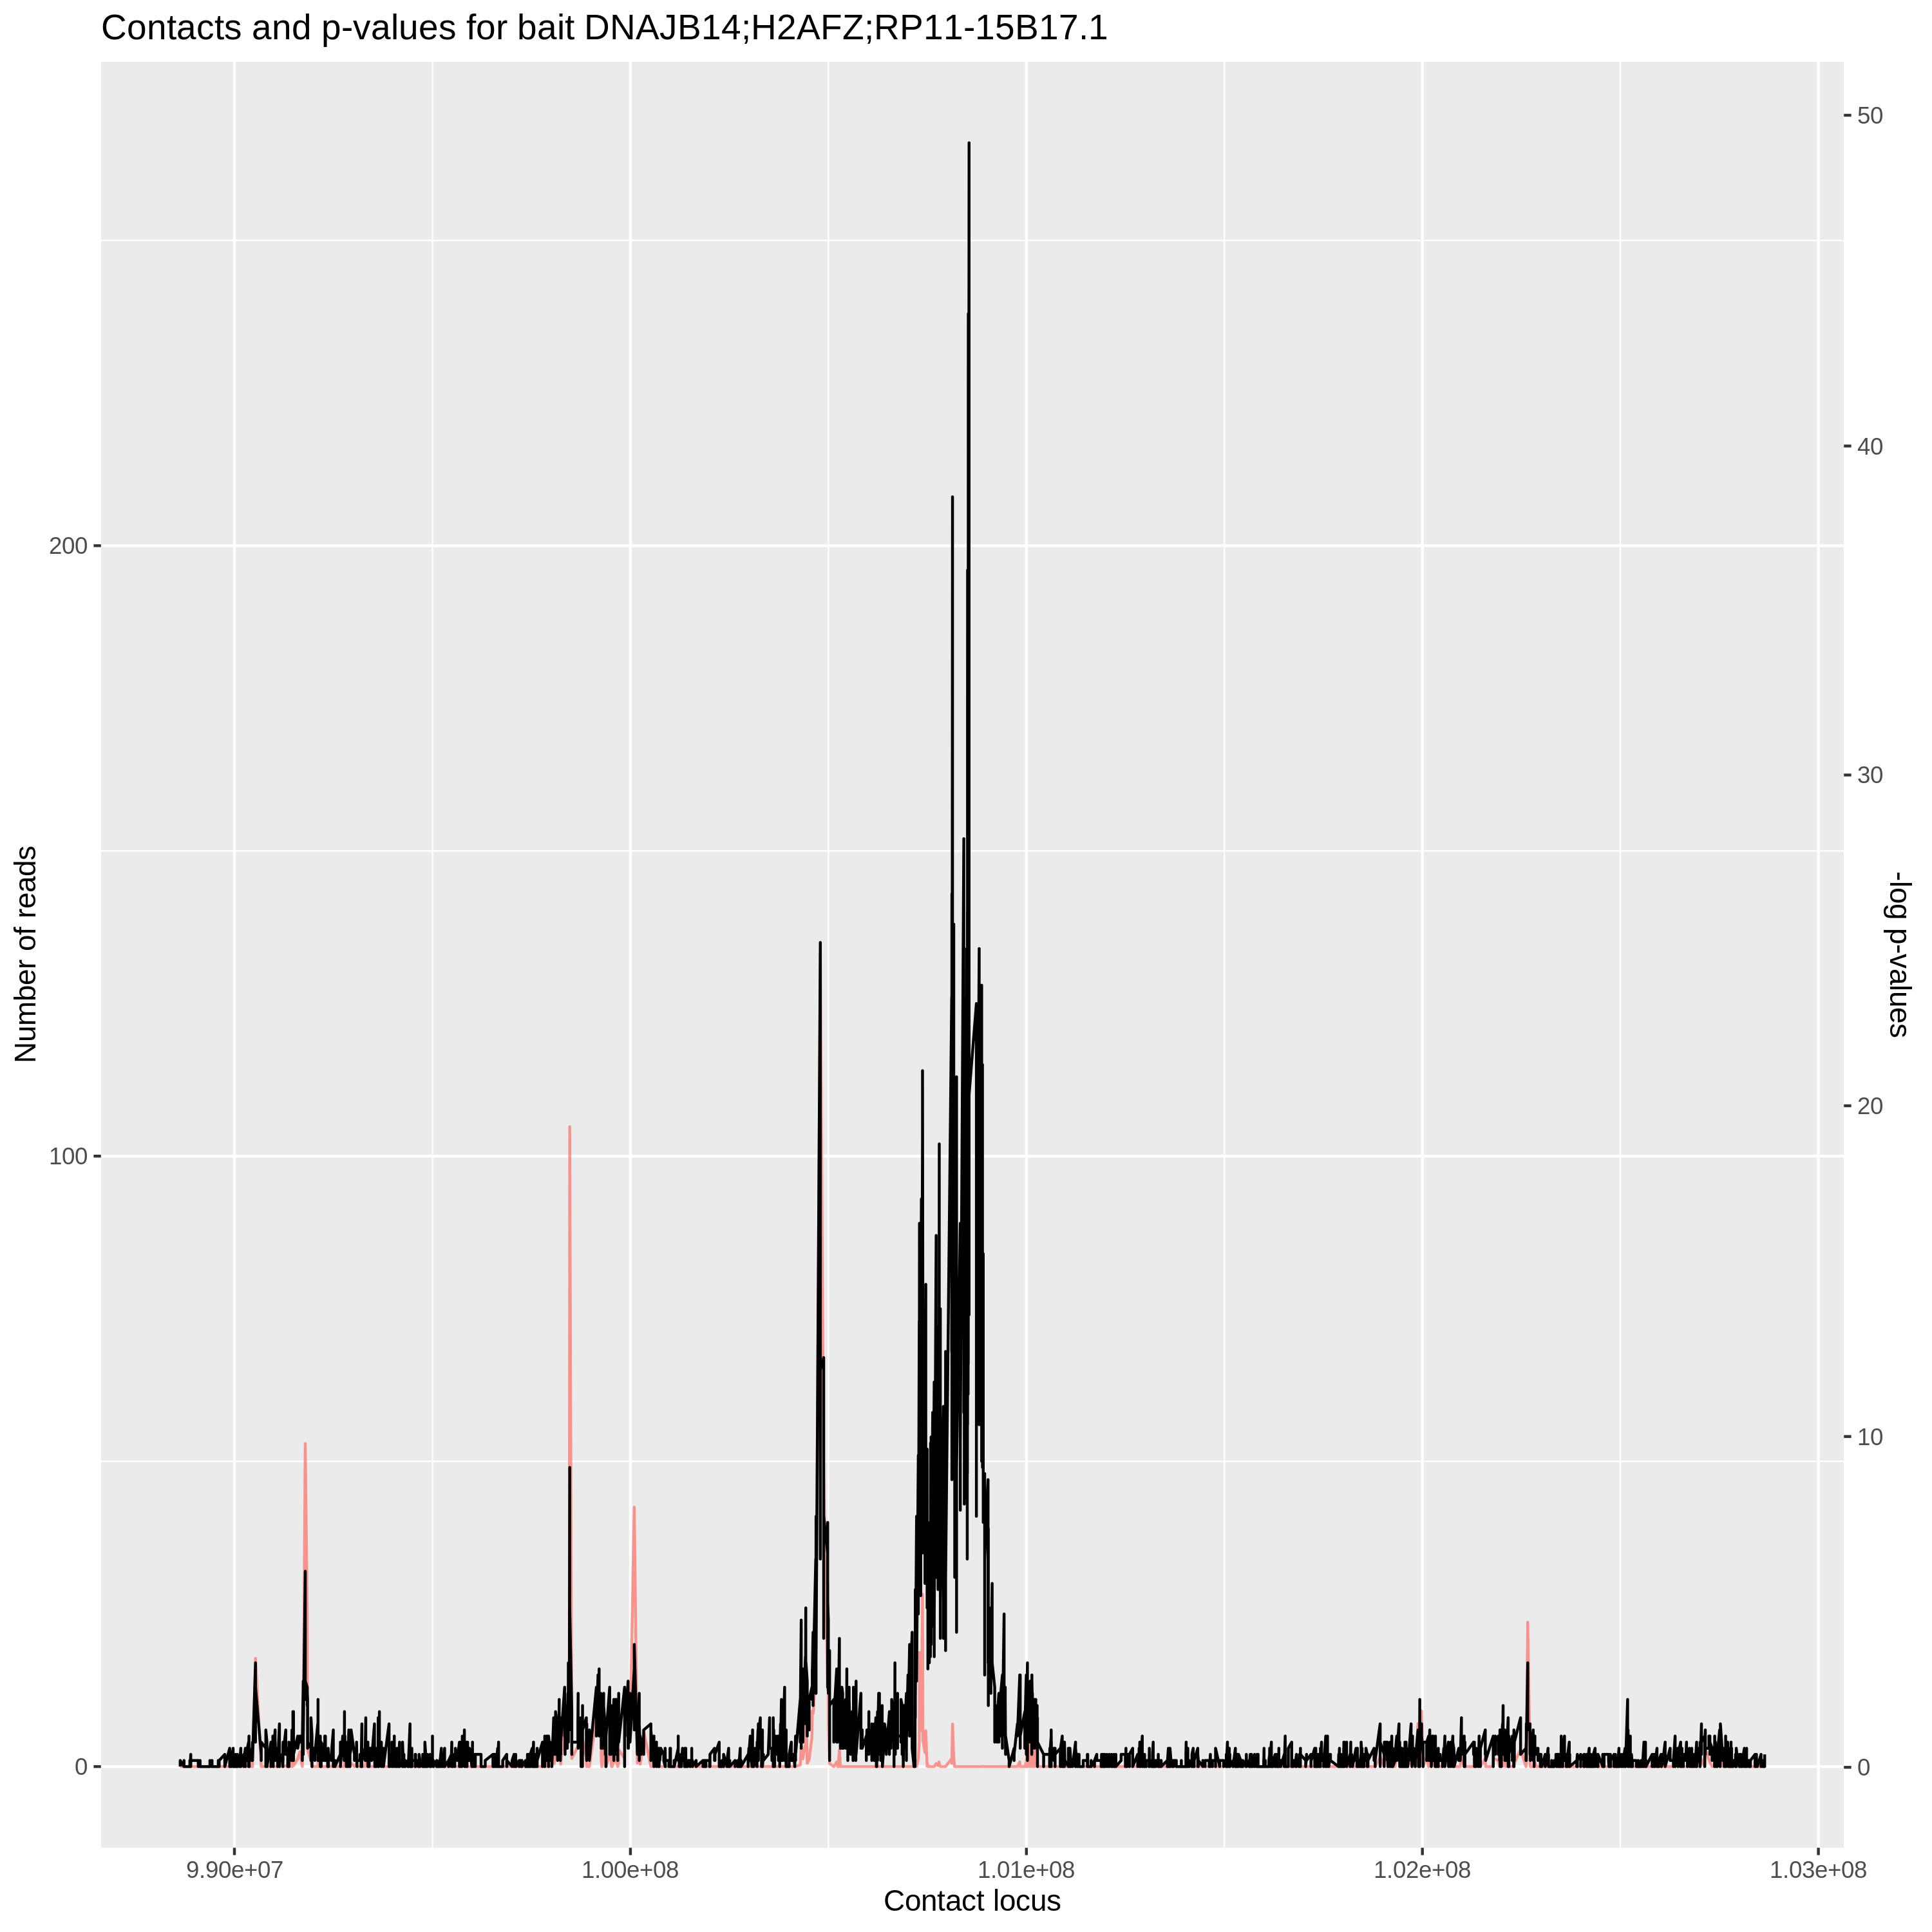 Contacts and p-values for bait DNAJB14;H2AFZ;RP11-15B17.1
50
40
200
30
Number of reads
-log p-values
20
100
10
0
0
9.90e+07
1.00e+08
1.01e+08
1.02e+08
1.03e+08
Contact locus